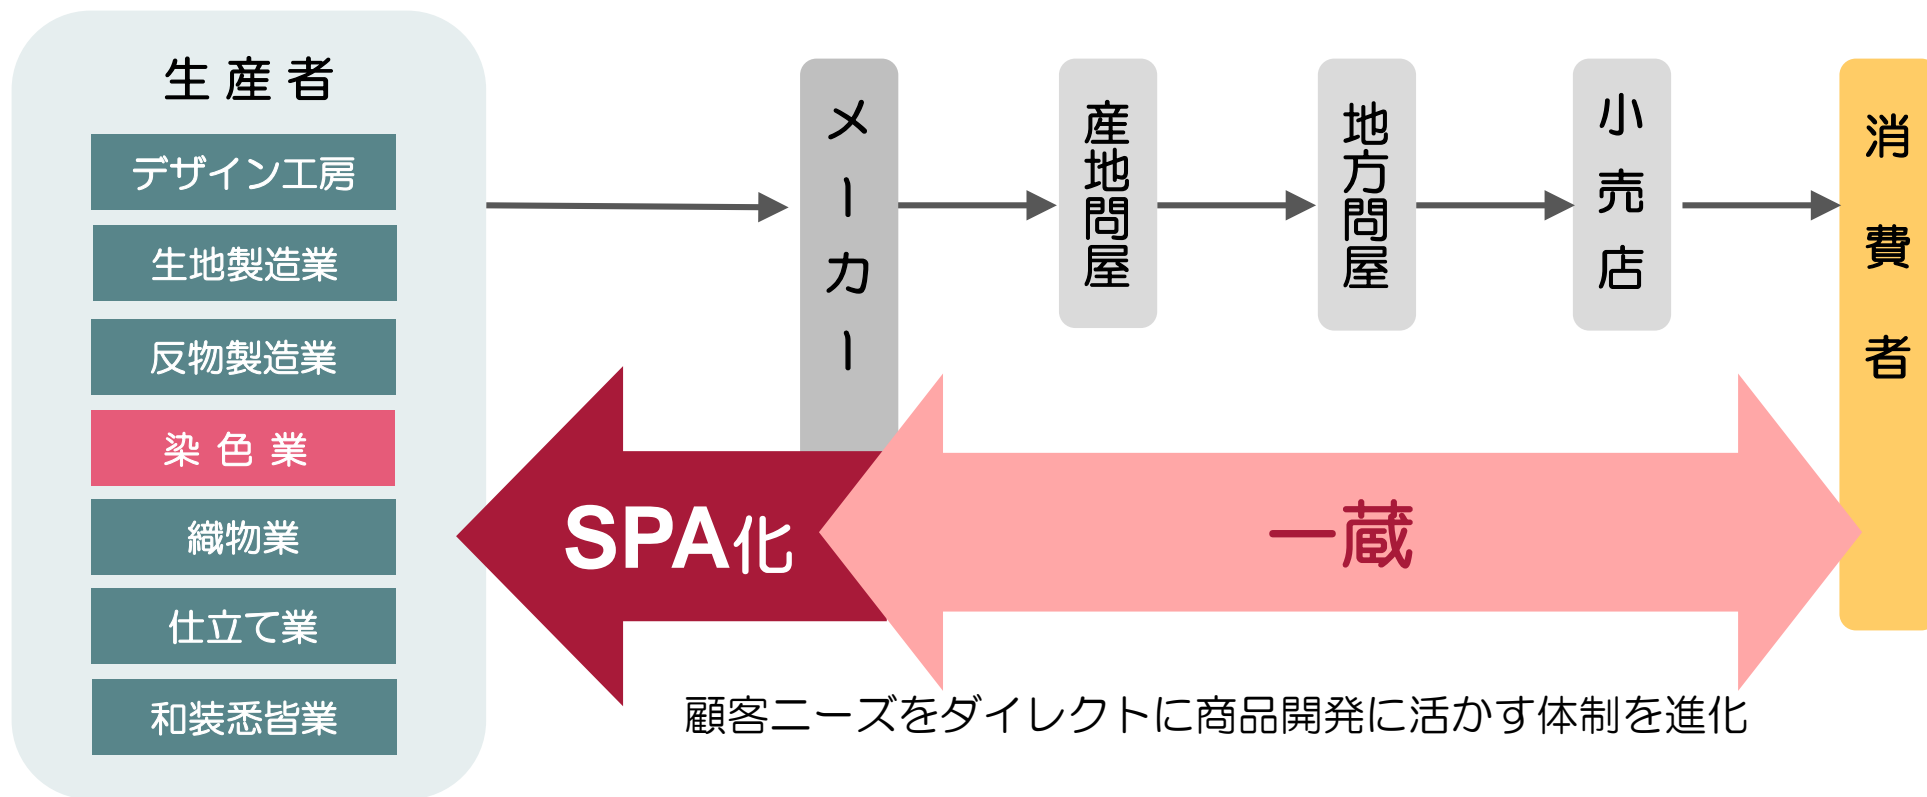 生産者
デザイン工房
生地製造業
反物製造業
染色業
織物業
仕立て業
和装悉皆業
メーカー
産地問屋
地方問屋
小売店
消費者
SPA化
一蔵
顧客ニーズをダイレクトに商品開発に活かす体制を進化